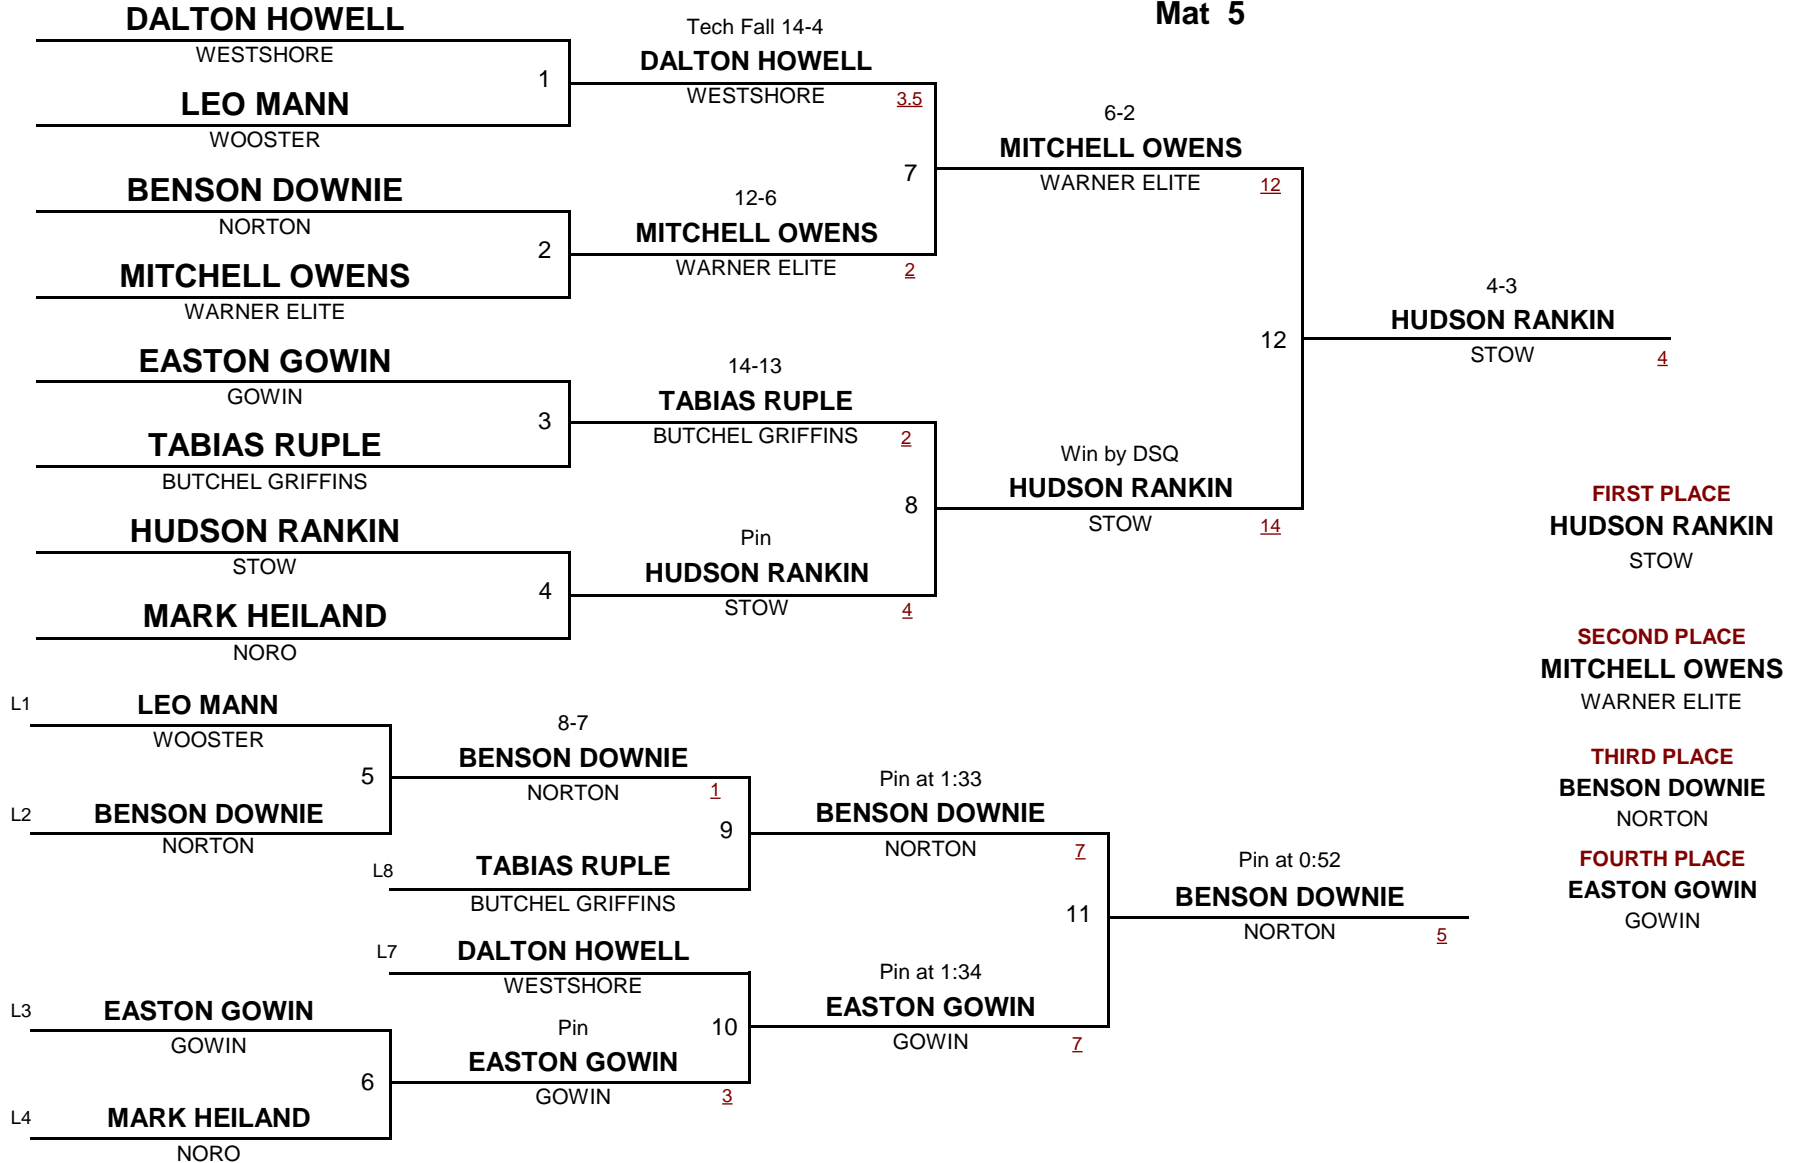 Mat 5
DALTON HOWELL
WESTSHORE
1
LEO MANN
WOOSTER
BENSON DOWNIE
NORTON
2
MITCHELL OWENS
WARNER ELITE
EASTON GOWIN
GOWIN
3
TABIAS RUPLE
BUTCHEL GRIFFINS
HUDSON RANKIN
STOW
4
MARK HEILAND
NORO
Tech Fall 14-4
DALTON HOWELL
WESTSHORE 3.5
7
12-6
MITCHELL OWENS
WARNER ELITE 2
14-13
TABIAS RUPLE
BUTCHEL GRIFFINS 2
8
Pin
HUDSON RANKIN
STOW 4
6-2
MITCHELL OWENS
WARNER ELITE 12
12
Win by DSQ
HUDSON RANKIN
STOW 14
4-3
HUDSON RANKIN
STOW 4
FIRST PLACE
HUDSON RANKIN
STOW
SECOND PLACE
MITCHELL OWENS
WARNER ELITE
THIRD PLACE
BENSON DOWNIE
NORTON
FOURTH PLACE
EASTON GOWIN
GOWIN
L1 LEO MANN
WOOSTER
5
L2 BENSON DOWNIE
NORTON
L3 EASTON GOWIN
GOWIN
6
L4 MARK HEILAND
NORO
8-7
BENSON DOWNIE
NORTON 1
9
L8 TABIAS RUPLE
BUTCHEL GRIFFINS
L7 DALTON HOWELL
WESTSHORE
10
Pin
EASTON GOWIN
GOWIN 3
Pin at 1:33
BENSON DOWNIE
NORTON 7
11
Pin at 1:34
EASTON GOWIN
GOWIN 7
Pin at 0:52
BENSON DOWNIE
NORTON 5